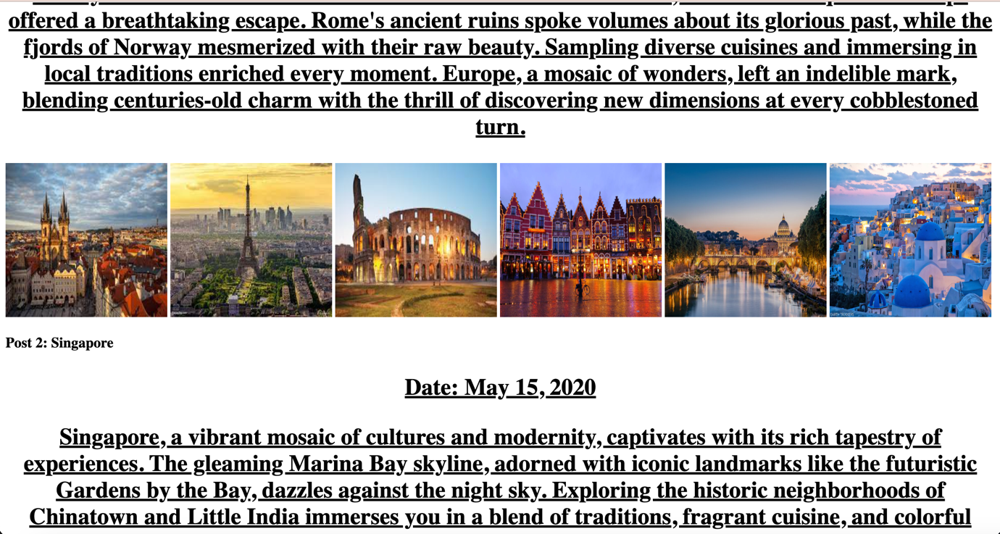 offered a breathtaking escape. Rome's ancient ruins spoke volumes about its glorious past, while the
fjords of Norway mesmerized with their raw beauty. Sampling diverse cuisines and immersing in
local traditions enriched every moment. Europe, a mosaic of wonders, left an indelible mark,
blending centuries-old charm with the thrill of discovering new dimensions at every cobblestoned
turn.
EARTH TREKKERS
Post 2: Singapore
Date: May 15, 2020
Singapore, a vibrant mosaic of cultures and modernity, captivates with its rich tapestry of
experiences. The gleaming Marina Bay skyline, adorned with iconic landmarks like the futuristic
Gardens by the Bay, dazzles against the night sky. Exploring the historic neighborhoods of
Chinatown and Little India immerses you in a blend of traditions, fragrant cuisine, and colorful